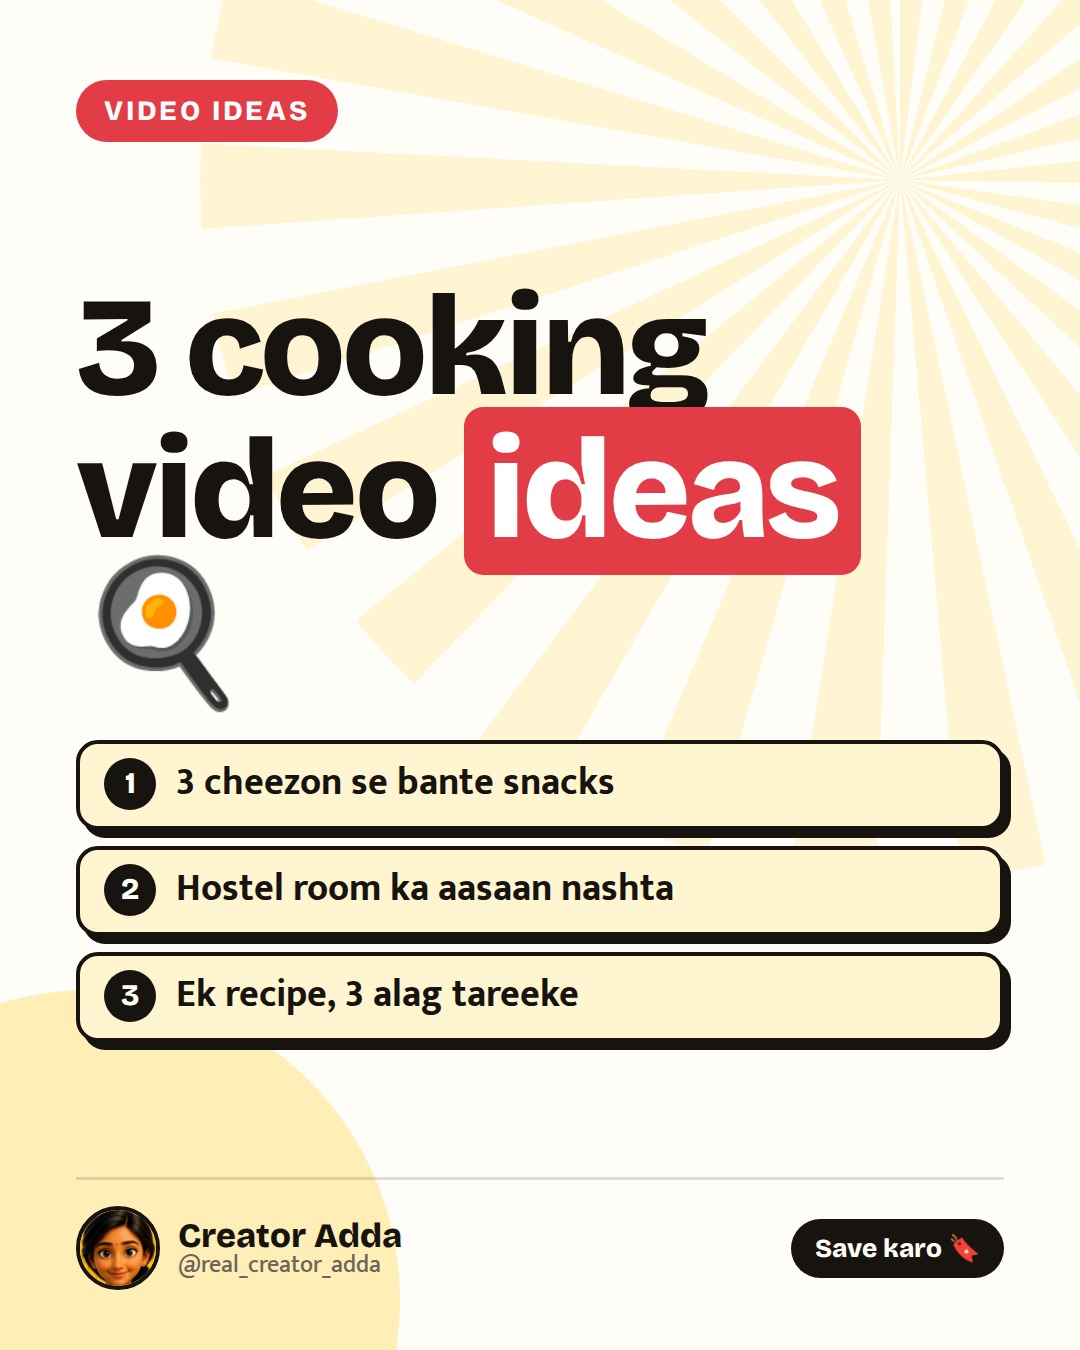 VIDEO IDEAS
3 cooking
video ideas
🍳
1 3 cheezon se bante snacks
2 Hostel room ka aasaan nashta
3 Ek recipe, 3 alag tareeke
Creator Adda
@real_creator_adda
Save karo 🔖